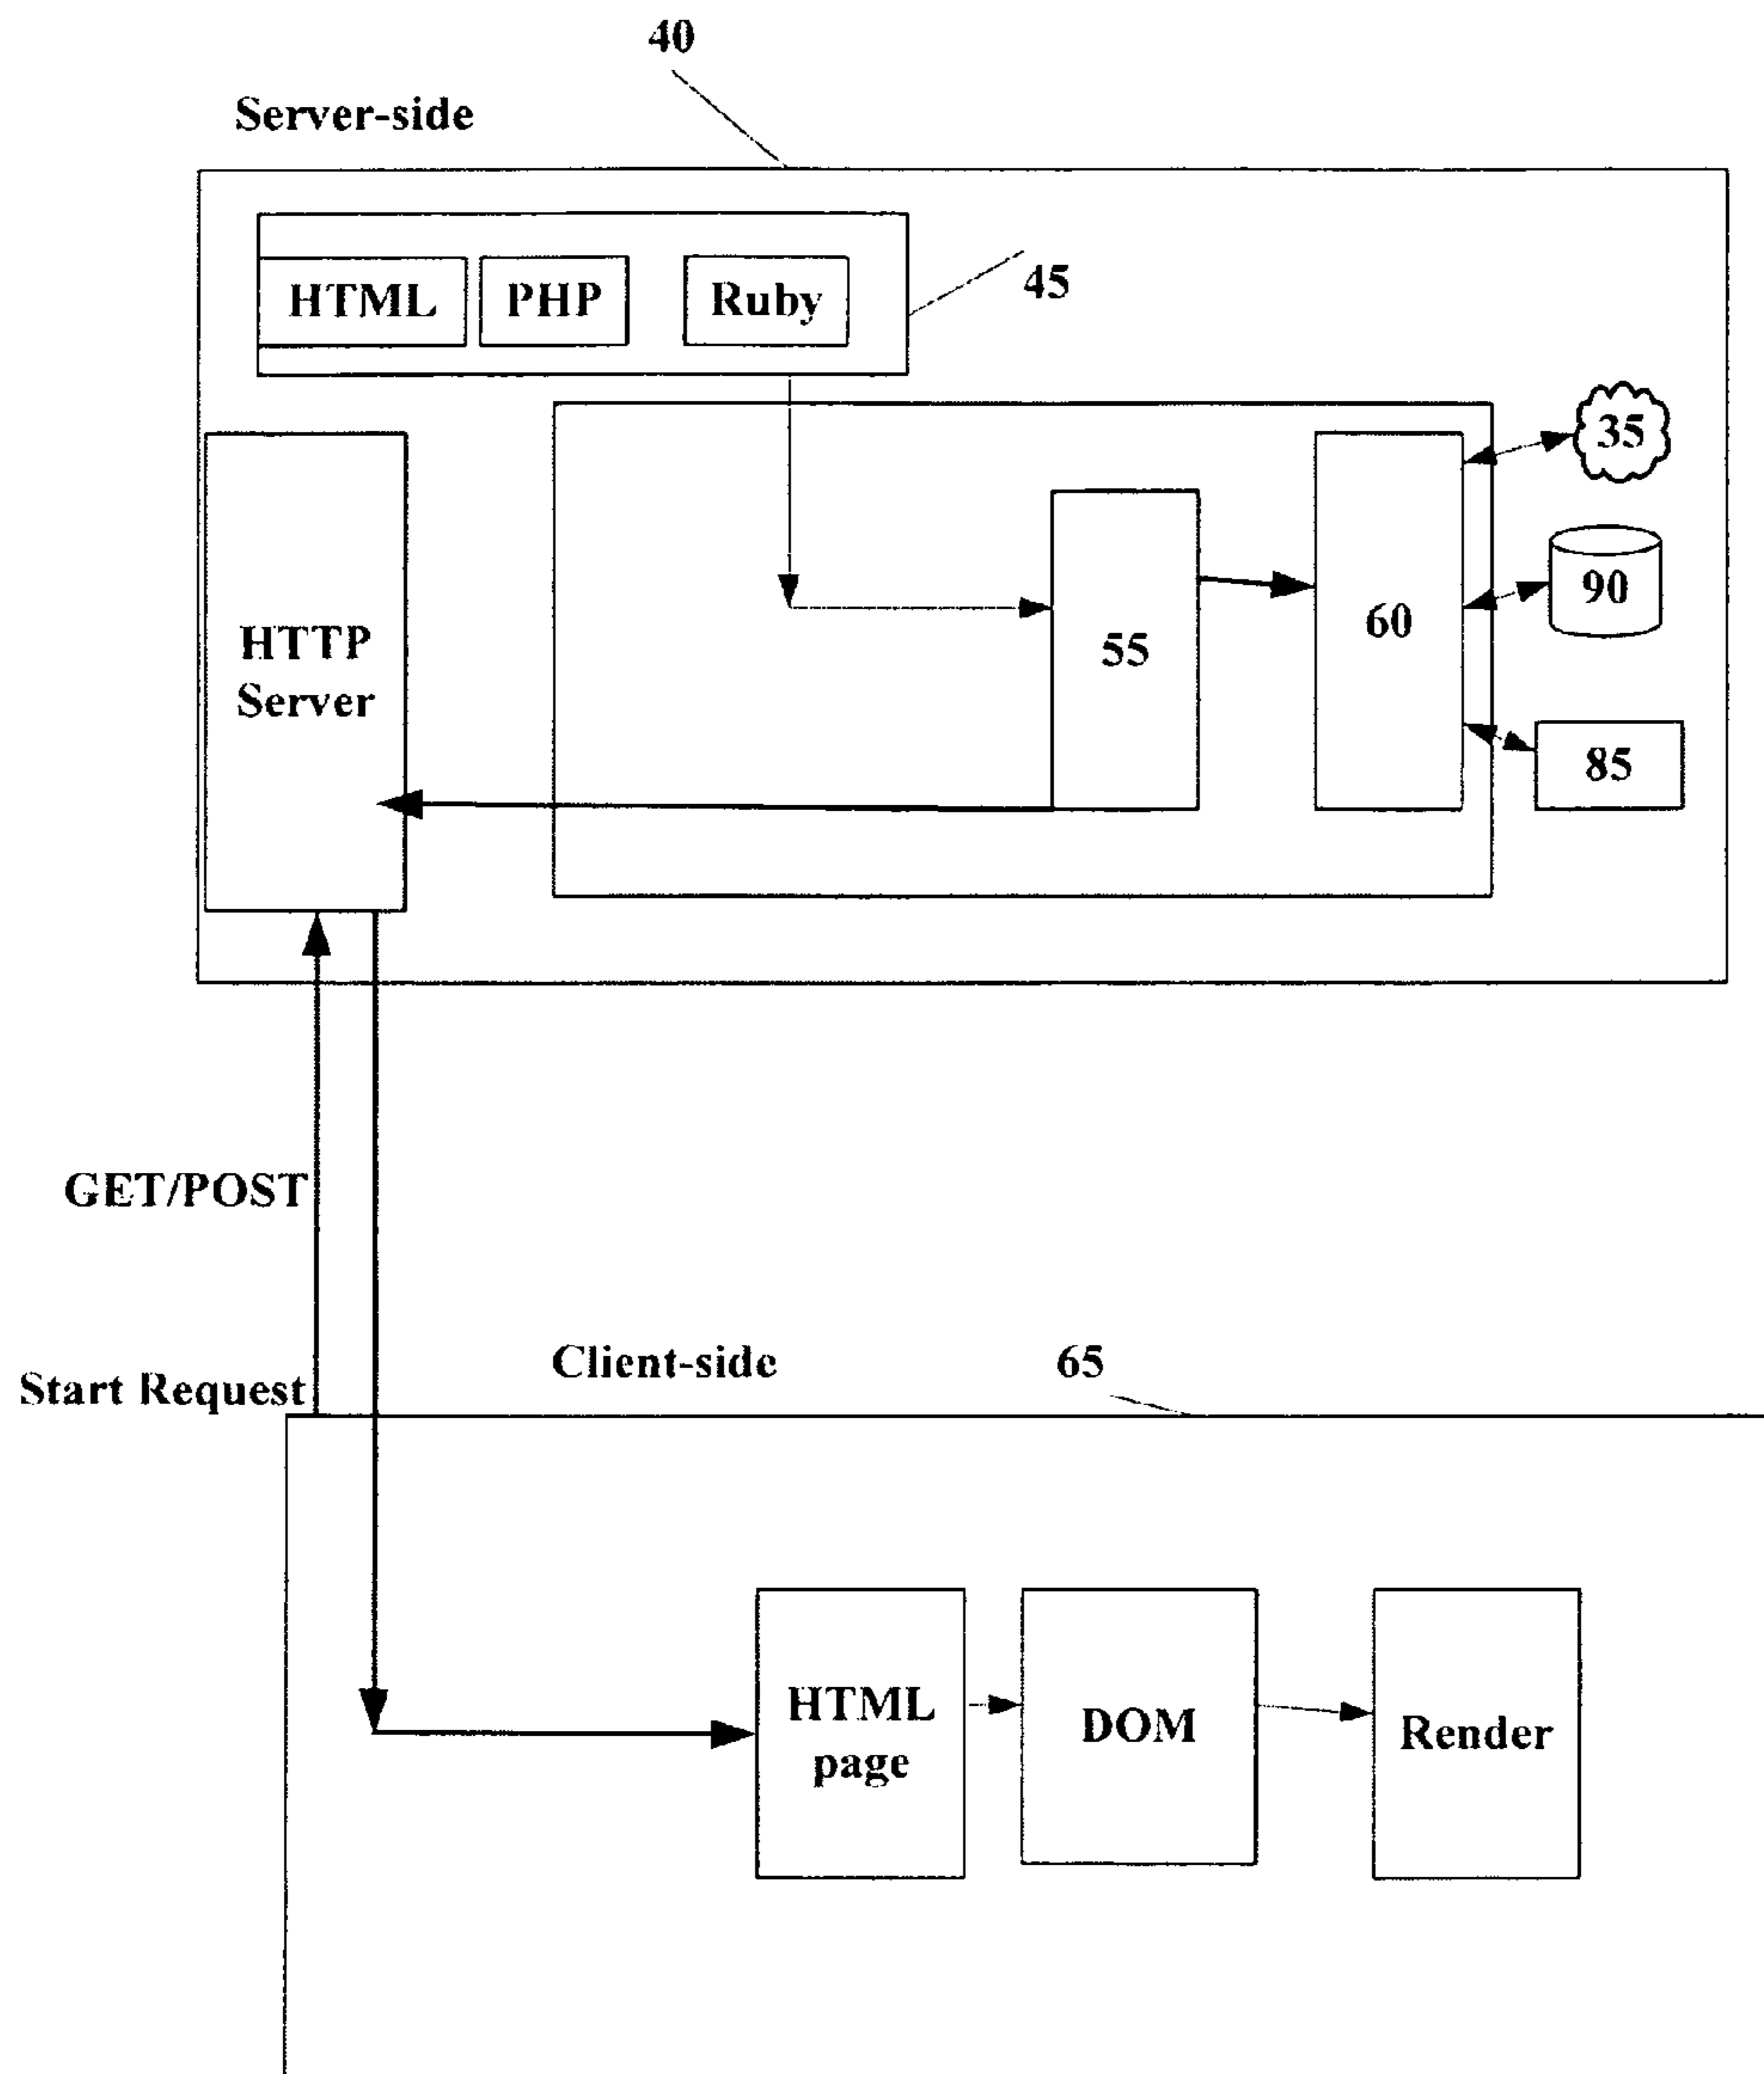 40
Server-side
HTML
PHP
Ruby
45
35
90
85
60
55
HTTP
Server
GET/POST
Start Request
Client-side
65
HTML
page
DOM
Render